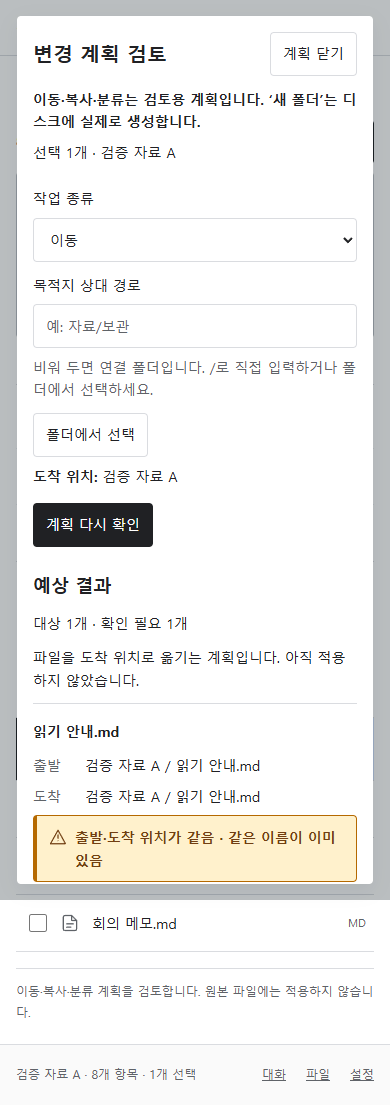 변경 계획 검토
계획 닫기
이동·복사·분류는 검토용 계획입니다. ‘새 폴더’는 디
스크에 실제로 생성합니다.
선택 1개 · 검증 자료 A
작업 종류
이동
목적지 상대 경로
예: 자료/보관
비워 두면 연결 폴더입니다. /로 직접 입력하거나 폴
더에서 선택하세요.
폴더에서 선택
도착 위치: 검증 자료 A
계획 다시 확인
예상 결과
대상 1개 · 확인 필요 1개
파일을 도착 위치로 옮기는 계획입니다. 아직 적용
하지 않았습니다.
읽기 안내.md
출발 검증 자료 A / 읽기 안내.md
도착 검증 자료 A / 읽기 안내.md
출발·도착 위치가 같음 · 같은 이름이 이미
있음
회의 메모.md MD
이동·복사·분류 계획을 검토합니다. 원본 파일에는 적용하지 않습니
다.
검증 자료 A · 8개 항목 · 1개 선택 대화 파일 설정